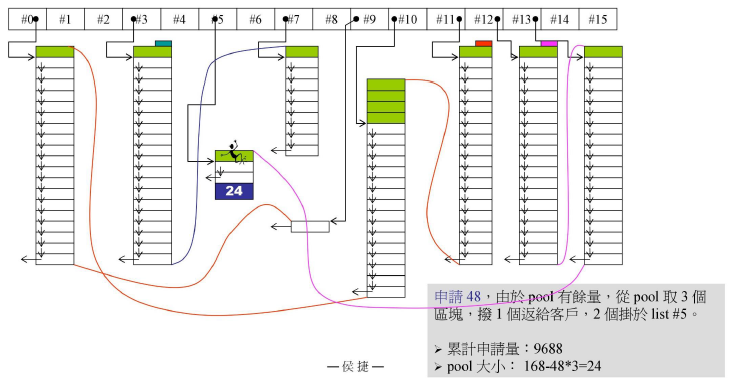 #0 #1 #2 #3 #4 #5 #6 #7 #8 #9 #10 #11 #12 #13 #14 #15
24
申請 48，由於 pool 有餘量，從 pool 取 3 個
區塊，撥 1 個返給客戶，2 個掛於 list #5。
➢ 累計申請量：9688
➢ pool 大小： 168-48*3=24
—侯捷—